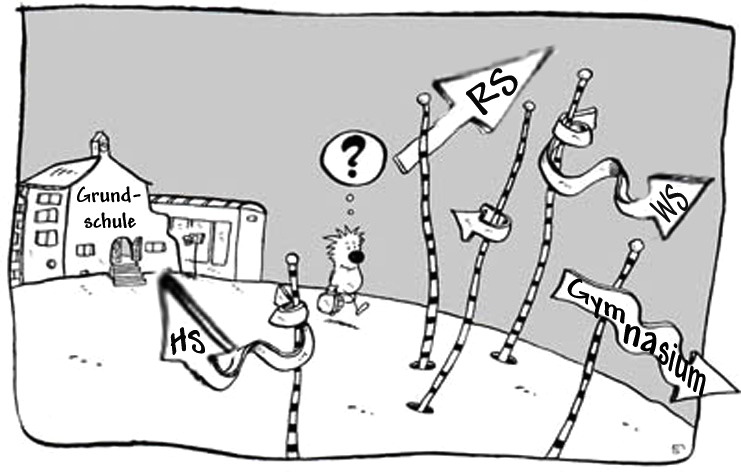 RS
?
Grund-
schule
WS
Gymnasium
HS